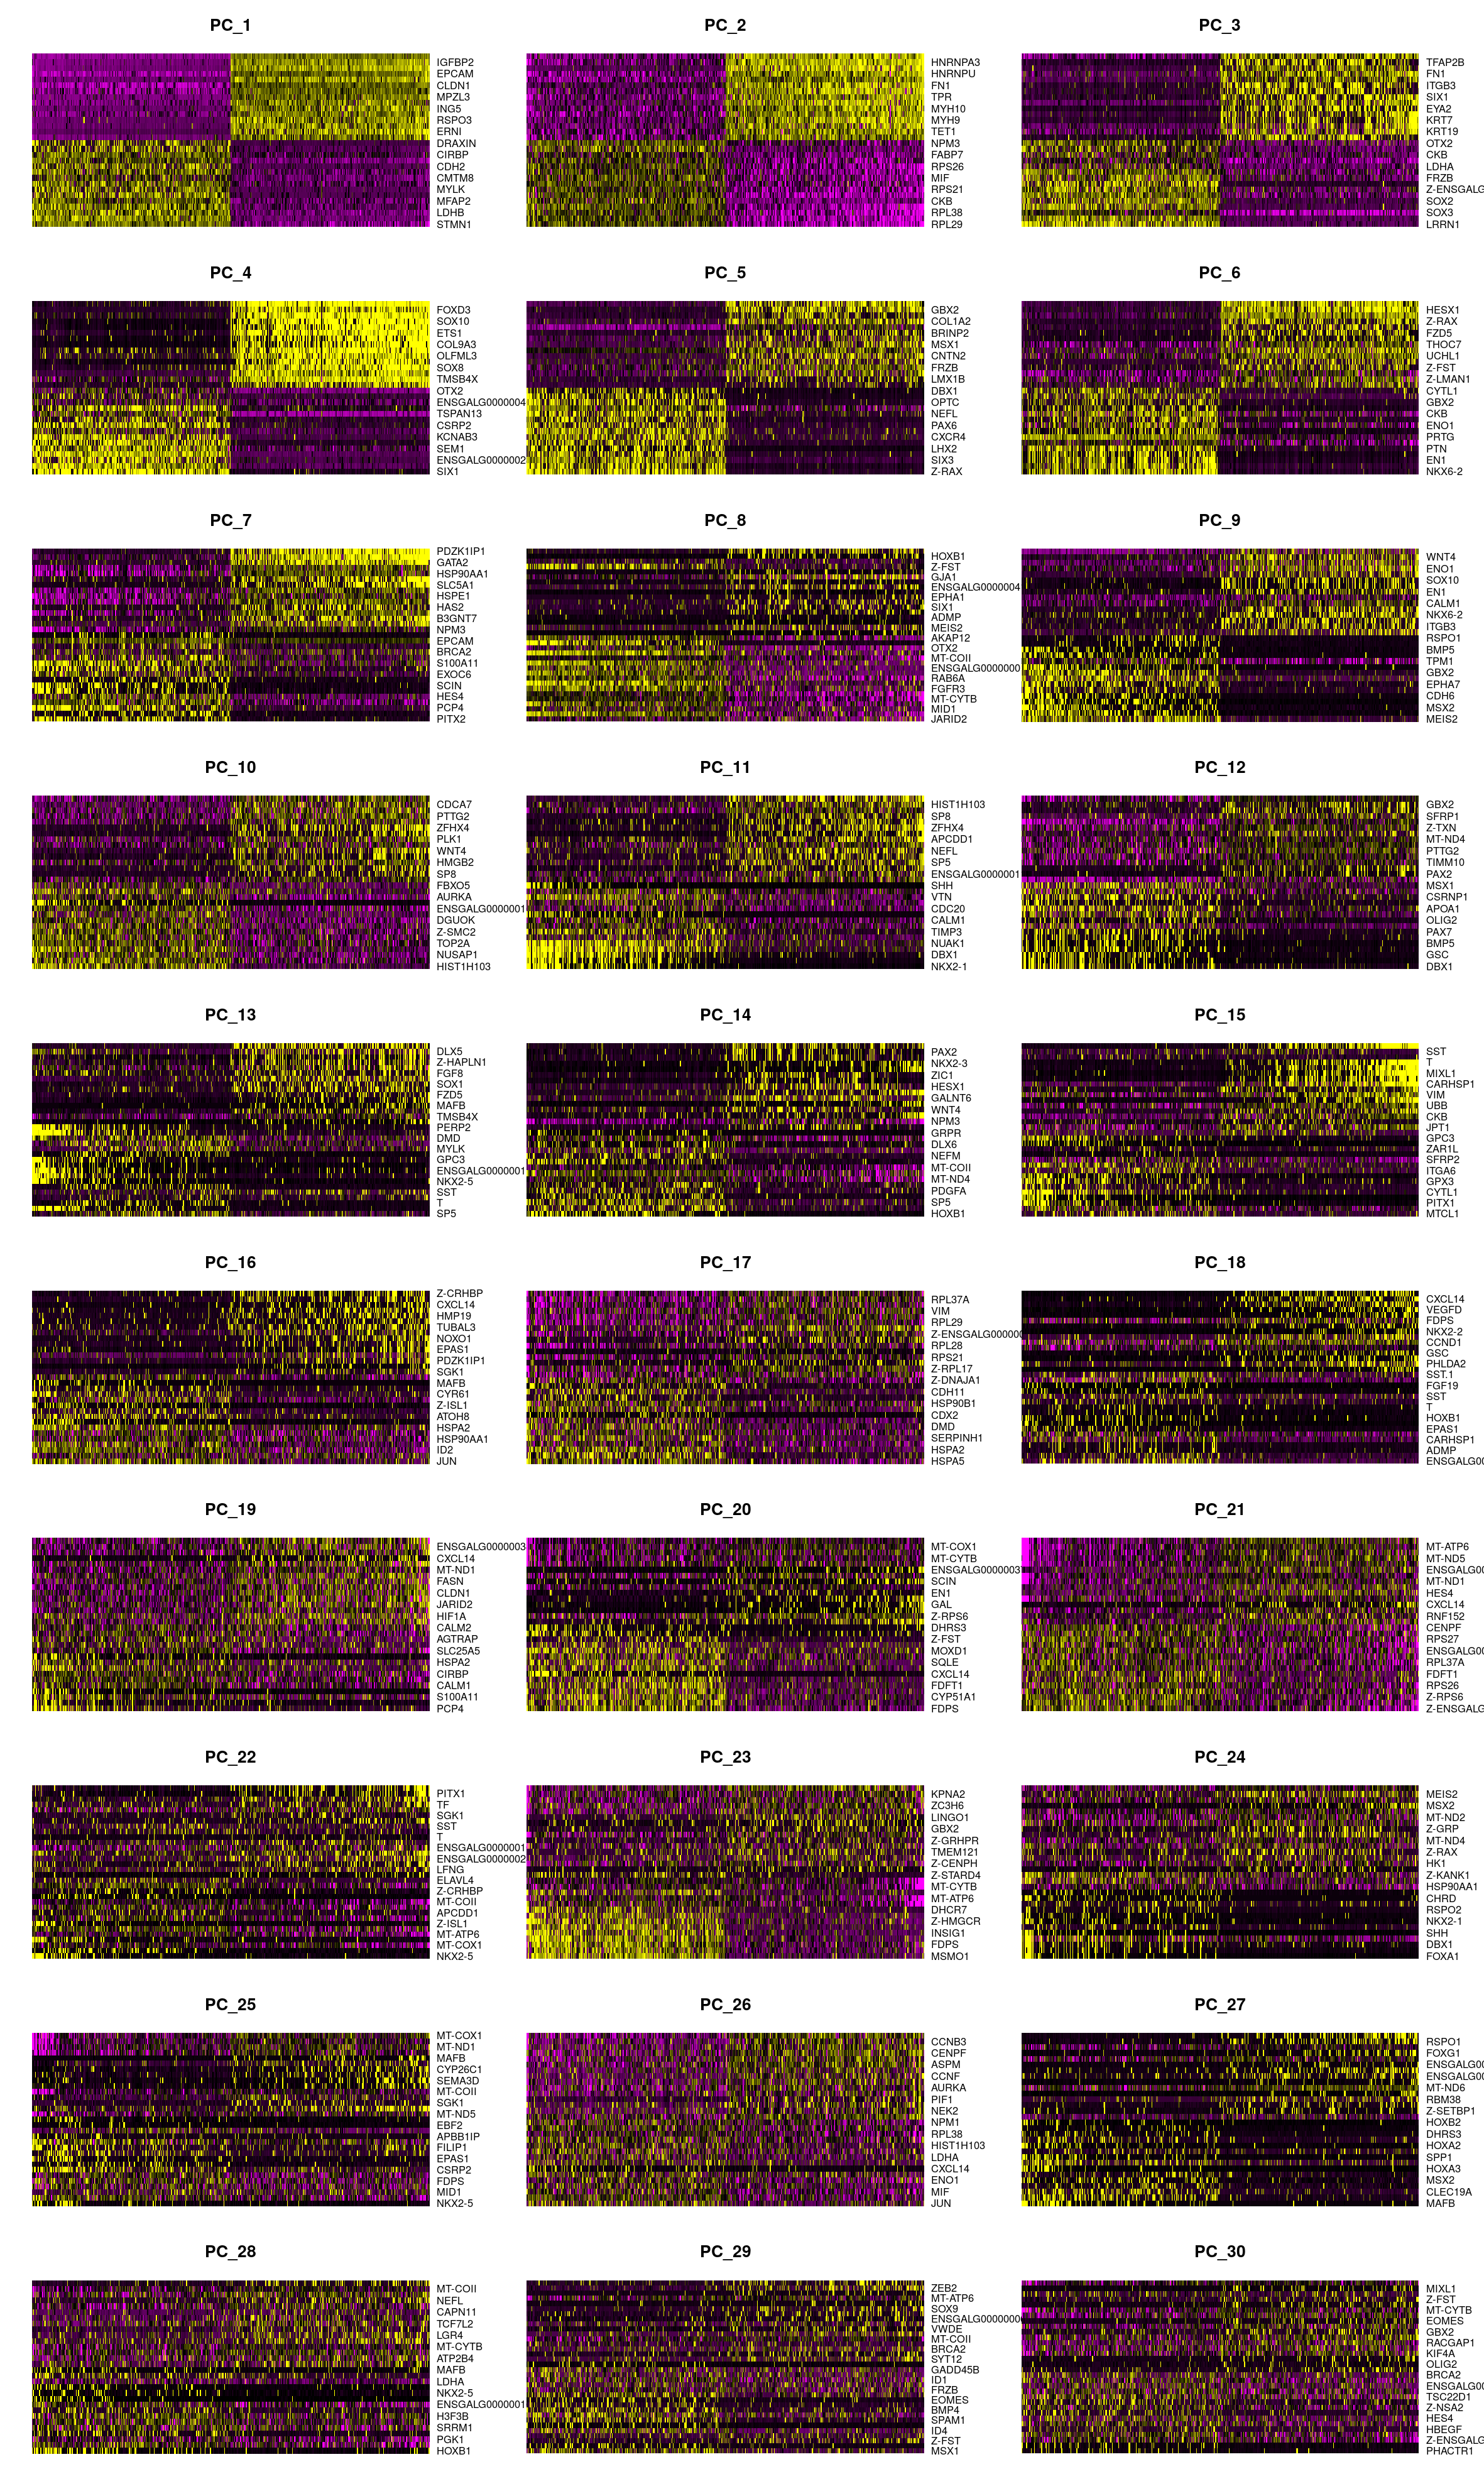 PC_1
IGFBP2
EPCAM
CLDN1
MPZL3
ING5
RSPO3
ERNI
DRAXIN
CIRBP
CDH2
CMTM8
MYLK
MFAP2
LDHB
STMN1
PC_2
HNRNPA3
HNRNPU
FN1
TPR
MYH10
MYH9
TET1
NPM3
FABP7
RPS26
MIF
RPS21
CKB
RPL38
RPL29
PC_3
TFAP2B
FN1
ITGB3
SIX1
EYA2
KRT7
KRT19
OTX2
CKB
LDHA
FRZB
Z-ENSGALG
SOX2
SOX3
LRRN1
PC_4
FOXD3
SOX10
ETS1
COL9A3
OLFML3
SOX8
TMSB4X
OTX2
ENSGALG0000004
TSPAN13
CSRP2
KCNAB3
SEM1
ENSGALG0000002
SIX1
PC_5
GBX2
COL1A2
BRINP2
MSX1
CNTN2
FRZB
LMX1B
DBX1
OPTC
NEFL
PAX6
CXCR4
LHX2
SIX3
Z-RAX
PC_6
HESX1
Z-RAX
FZD5
THOC7
UCHL1
Z-FST
Z-LMAN1
CYTL1
GBX2
CKB
ENO1
PRTG
PTN
EN1
NKX6-2
PC_7
PDZK1IP1
GATA2
HSP90AA1
SLC5A1
HSPE1
HAS2
B3GNT7
NPM3
EPCAM
BRCA2
S100A11
EXOC6
SCIN
HES4
PCP4
PITX2
PC_8
HOXB1
Z-FST
GJA1
ENSGALG0000004
EPHA1
SIX1
ADMP
MEIS2
AKAP12
OTX2
MT-COII
ENSGALG0000000
RAB6A
FGFR3
MT-CYTB
MID1
JARID2
PC_9
WNT4
ENO1
SOX10
EN1
CALM1
NKX6-2
ITGB3
RSPO1
BMP5
TPM1
GBX2
EPHA7
CDH6
MSX2
MEIS2
PC_10
CDCA7
PTTG2
ZFHX4
PLK1
WNT4
HMGB2
SP8
FBXO5
AURKA
ENSGALG0000001
DGUOK
Z-SMC2
TOP2A
NUSAP1
HIST1H103
PC_11
HIST1H103
SP8
ZFHX4
APCDD1
NEFL
SP5
ENSGALG0000001
SHH
VTN
CDC20
CALM1
TIMP3
NUAK1
DBX1
NKX2-1
PC_12
GBX2
SFRP1
Z-TXN
MT-ND4
PTTG2
TIMM10
PAX2
MSX1
CSRNP1
APOA1
OLIG2
PAX7
BMP5
GSC
DBX1
PC_13
DLX5
Z-HAPLN1
FGF8
SOX1
FZD5
MAFB
TMSB4X
PERP2
DMD
MYLK
GPC3
ENSGALG0000001
NKX2-5
SST
T
SP5
PC_14
PAX2
NKX2-3
ZIC1
HESX1
GALNT6
WNT4
NPM3
GRPR
DLX6
NEFM
MT-COII
MT-ND4
PDGFA
SP5
HOXB1
PC_15
SST
T
MIXL1
CARHSP1
VIM
UBB
CKB
JPT1
GPC3
ZAR1L
SFRP2
ITGA6
GPX3
CYTL1
PITX1
MTCL1
PC_16
Z-CRHBP
CXCL14
HMP19
TUBAL3
NOXO1
EPAS1
PDZK1IP1
SGK1
MAFB
CYR61
Z-ISL1
ATOH8
HSPA2
HSP90AA1
ID2
JUN
PC_17
RPL37A
VIM
RPL29
Z-ENSGALG000000
RPL28
RPS21
Z-RPL17
Z-DNAJA1
CDH11
HSP90B1
CDX2
DMD
SERPINH1
HSPA2
HSPA5
PC_18
CXCL14
VEGFD
FDPS
NKX2-2
CCND1
GSC
PHLDA2
SST.1
FGF19
SST
T
HOXB1
EPAS1
CARHSP1
ADMP
ENSGALG00
PC_19
ENSGALG0000003
CXCL14
MT-ND1
FASN
CLDN1
JARID2
HIF1A
CALM2
AGTRAP
SLC25A5
HSPA2
CIRBP
CALM1
S100A11
PCP4
PC_20
MT-COX1
MT-CYTB
ENSGALG0000003
SCIN
EN1
GAL
Z-RPS6
DHRS3
Z-FST
MOXD1
SQLE
CXCL14
FDFT1
CYP51A1
FDPS
PC_21
MT-ATP6
MT-ND5
ENSGALG00
MT-ND1
HES4
CXCL14
RNF152
CENPF
RPS27
ENSGALG00
RPL37A
FDFT1
RPS26
Z-RPS6
Z-ENSGALG
PC_22
PITX1
TF
SGK1
SST
T
ENSGALG0000001
ENSGALG0000002
LFNG
ELAVL4
Z-CRHBP
MT-COII
APCDD1
Z-ISL1
MT-ATP6
MT-COX1
NKX2-5
PC_23
KPNA2
ZC3H6
LINGO1
GBX2
Z-GRHPR
TMEM121
Z-CENPH
Z-STARD4
MT-CYTB
MT-ATP6
DHCR7
Z-HMGCR
INSIG1
FDPS
MSMO1
PC_24
MEIS2
MSX2
MT-ND2
Z-GRP
MT-ND4
Z-RAX
HK1
Z-KANK1
HSP90AA1
CHRD
RSPO2
NKX2-1
SHH
DBX1
FOXA1
PC_25
MT-COX1
MT-ND1
MAFB
CYP26C1
SEMA3D
MT-COII
SGK1
MT-ND5
EBF2
APBB1IP
FILIP1
EPAS1
CSRP2
FDPS
MID1
NKX2-5
PC_26
CCNB3
CENPF
ASPM
CCNF
AURKA
PIF1
NEK2
NPM1
RPL38
HIST1H103
LDHA
CXCL14
ENO1
MIF
JUN
PC_27
RSPO1
FOXG1
ENSGALG00
ENSGALG00
MT-ND6
RBM38
Z-SETBP1
HOXB2
DHRS3
HOXA2
SPP1
HOXA3
MSX2
CLEC19A
MAFB
PC_28
MT-COII
NEFL
CAPN11
TCF7L2
LGR4
MT-CYTB
ATP2B4
MAFB
LDHA
NKX2-5
ENSGALG0000001
H3F3B
SRRM1
PGK1
HOXB1
PC_29
ZEB2
MT-ATP6
SOX9
ENSGALG0000000
VWDE
MT-COII
BRCA2
SYT12
GADD45B
ID1
FRZB
EOMES
BMP4
SPAM1
ID4
Z-FST
MSX1
PC_30
MIXL1
Z-FST
MT-CYTB
EOMES
GBX2
RACGAP1
KIF4A
OLIG2
BRCA2
ENSGALG00
TSC22D1
Z-NSA2
HES4
HBEGF
Z-ENSGALG
PHACTR1